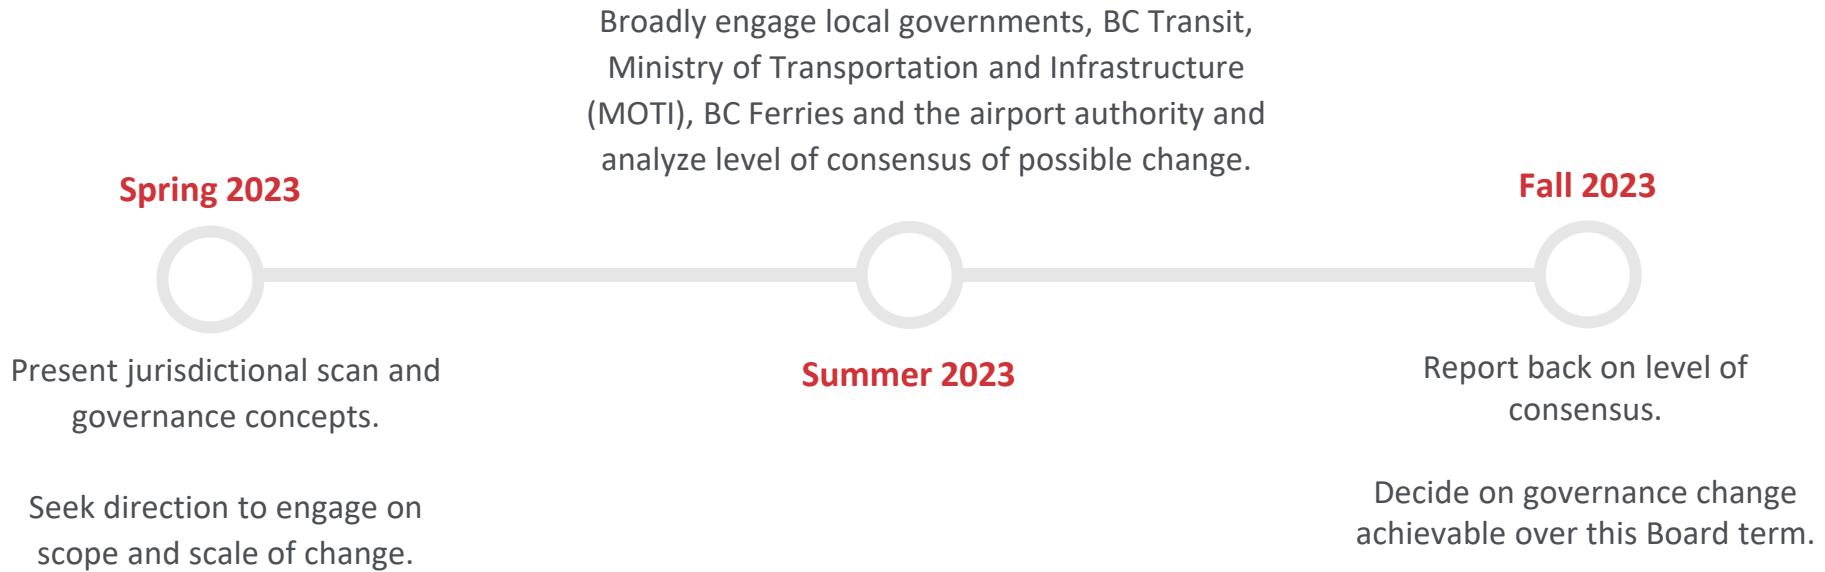 Broadly engage local governments, BC Transit,
Ministry of Transportation and Infrastructure
(MOTI), BC Ferries and the airport authority and
analyze level of consensus of possible change.
Spring 2023
Present jurisdictional scan and
governance concepts.
Seek direction to engage on
scope and scale of change.
Summer 2023
Fall 2023
Report back on level of
consensus.
Decide on governance change
achievable over this Board term.